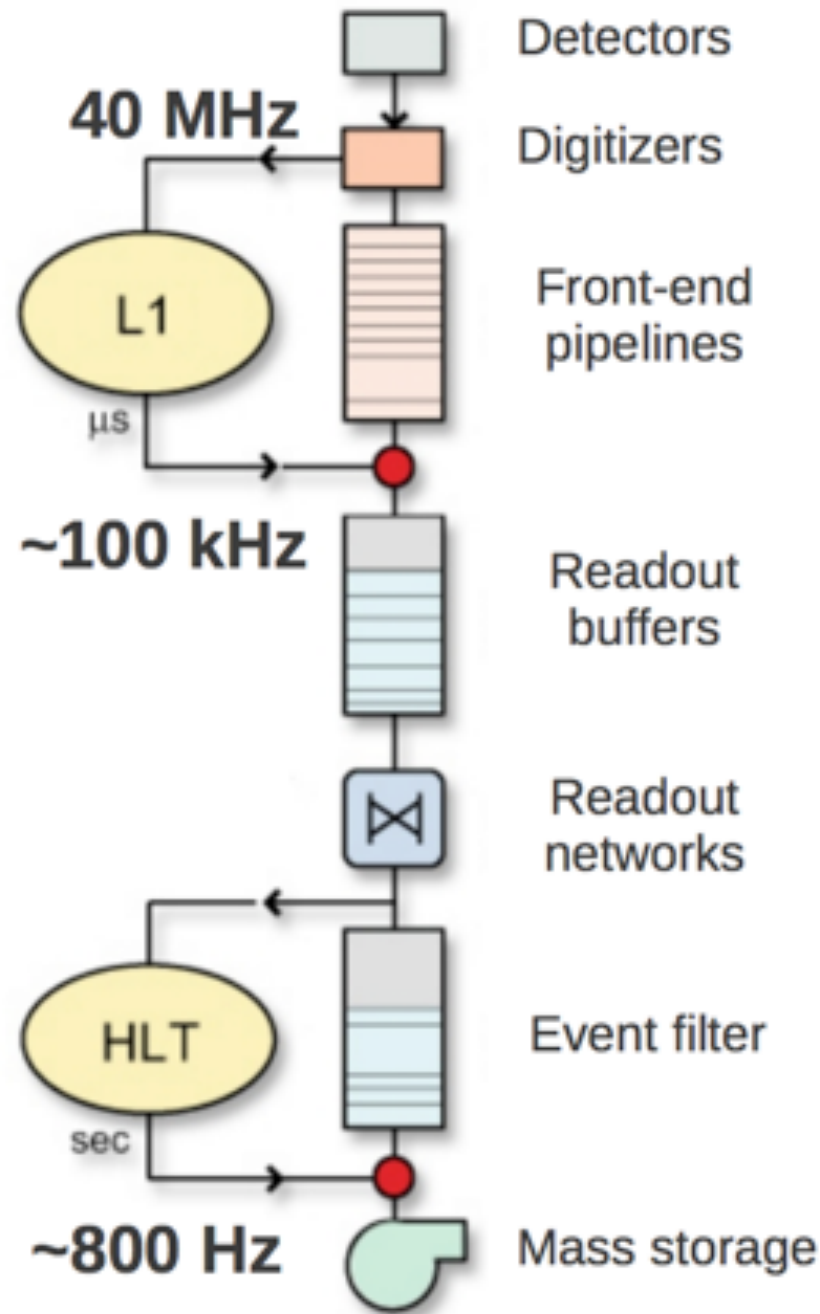 Detectors
40 MHz
Digitizers
Front-end
pipelines
L1
μs
~100 kHz
Readout
buffers
Readout
networks
HLT
Event filter
sec
~800 Hz
Mass storage